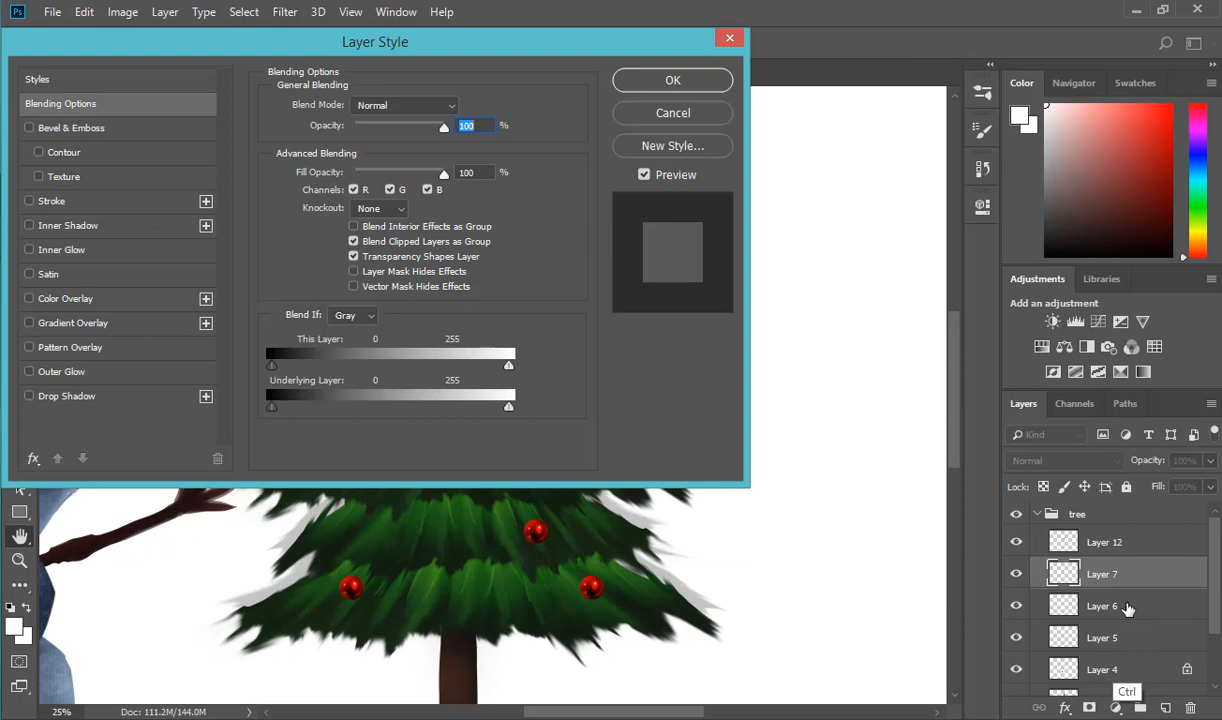 Ps File Edit Image Layer Type Select Filter 3D View Window Help
Layer Style
Styles
Blending Options
Bevel & Emboss
Contour
Texture
Stroke
Inner Shadow
Inner Glow
Satin
Color Overlay
Gradient Overlay
Pattern Overlay
Outer Glow
Drop Shadow
fx
Blending Options
General Blending
Blend Mode: Normal
Opacity: 100 %
Advanced Blending
Fill Opacity: 100 %
Channels: R G B
Knockout: None
Blend Interior Effects as Group
Blend Clipped Layers as Group
Transparency Shapes Layer
Layer Mask Hides Effects
Vector Mask Hides Effects
Blend If: Gray
This Layer: 0 255
Underlying Layer: 0 255
OK
Cancel
New Style...
Preview
Color Navigator Swatches
Adjustments Libraries
Add an adjustment
Layers Channels Paths
Kind
Normal Opacity: 100%
Lock: Fill: 100%
tree
Layer 12
Layer 7
Layer 6
Layer 5
Layer 4
Ctrl
fx
25% Doc: 111.2M/144.0M